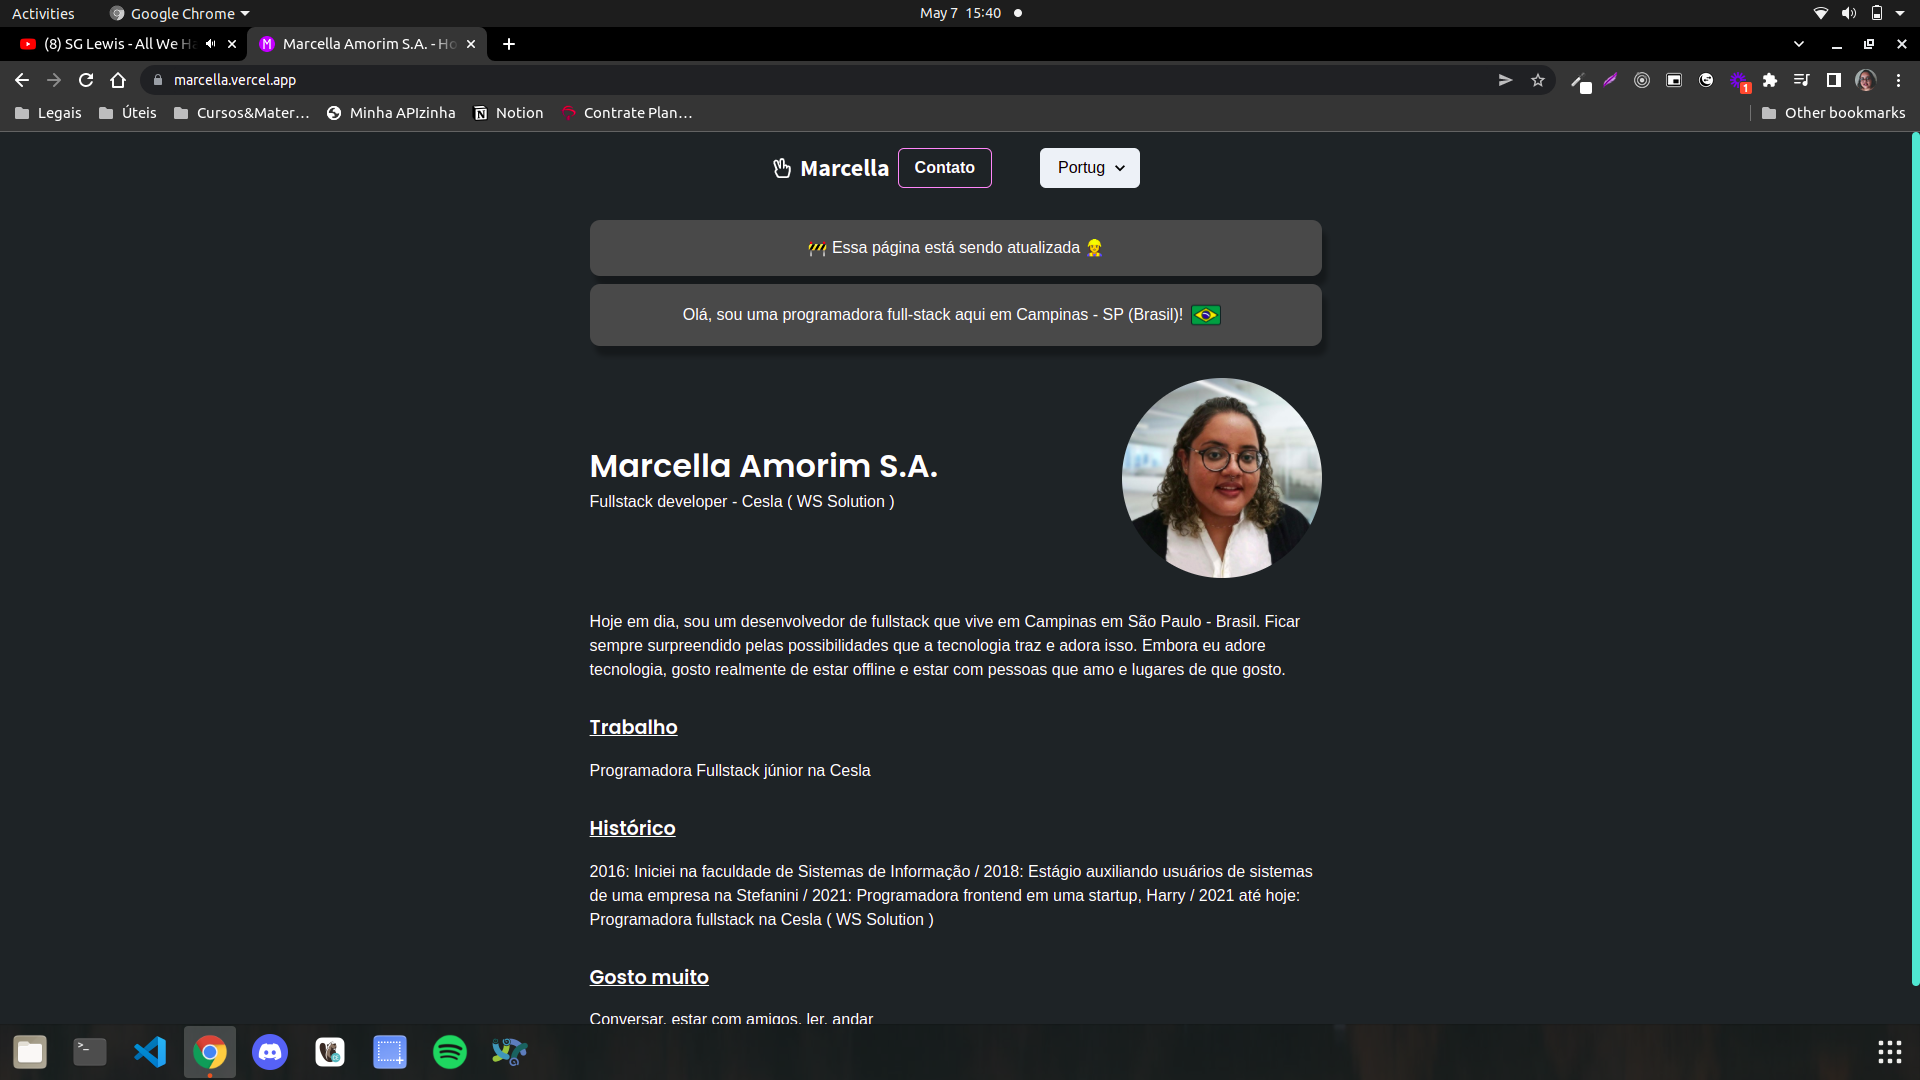 Activities
Google Chrome
May 7 15:40
(8) SG Lewis - All We Ha
Marcella Amorim S.A. - Ho
marcella.vercel.app
1
Legais
Úteis
Cursos&Mater...
Minha APIzinha
Notion
Contrate Plan...
Other bookmarks
Marcella
Contato
Portug
🚧 Essa página está sendo atualizada 👷
Olá, sou uma programadora full-stack aqui em Campinas - SP (Brasil)!
Marcella Amorim S.A.
Fullstack developer - Cesla ( WS Solution )
Hoje em dia, sou um desenvolvedor de fullstack que vive em Campinas em São Paulo - Brasil. Ficar
sempre surpreendido pelas possibilidades que a tecnologia traz e adora isso. Embora eu adore
tecnologia, gosto realmente de estar offline e estar com pessoas que amo e lugares de que gosto.
Trabalho
Programadora Fullstack júnior na Cesla
Histórico
2016: Iniciei na faculdade de Sistemas de Informação / 2018: Estágio auxiliando usuários de sistemas
de uma empresa na Stefanini / 2021: Programadora frontend em uma startup, Harry / 2021 até hoje:
Programadora fullstack na Cesla ( WS Solution )
Gosto muito
Conversar, estar com amigos, ler, andar